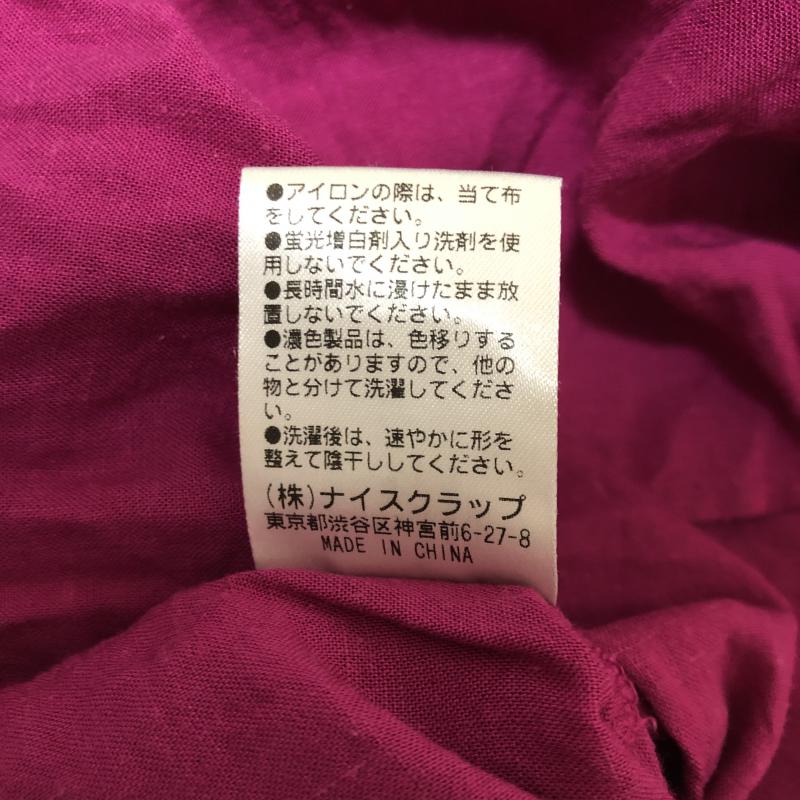 ●アイロンの際は、当て布
をしてください。
●蛍光増白剤入り洗剤を使
用しないでください。
●長時間水に浸けたまま放
置しないでください。
●濃色製品は、色移りする
ことがありますので、他の
物と分けて洗濯してくださ
い。
●洗濯後は、速やかに形を
整えて陰干ししてください。
(株)ナイスクラップ
東京都渋谷区神宮前6-27-8
MADE IN CHINA